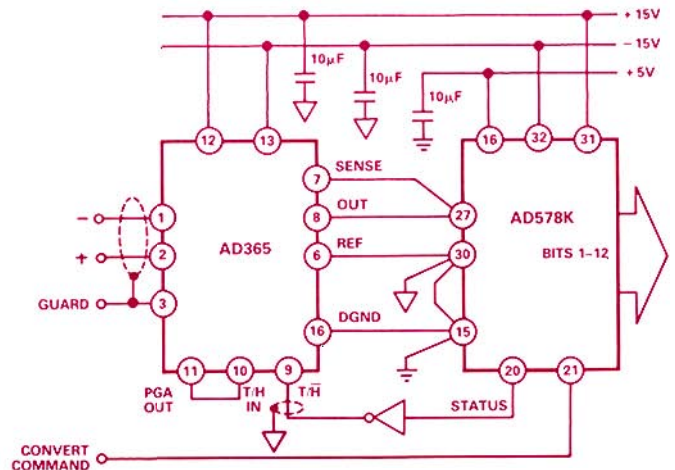 + 15V
− 15V
10µF
10µF
+ 5V
10µF
12
13
16
32
31
7
SENSE
− 1
8
OUT
27
AD578K
+ 2
AD365
6
REF
30
BITS 1−12
GUARD
3
16
DGND
15
11
10
9
20
21
PGA
OUT
T/H
IN
T/H̅
STATUS
CONVERT
COMMAND